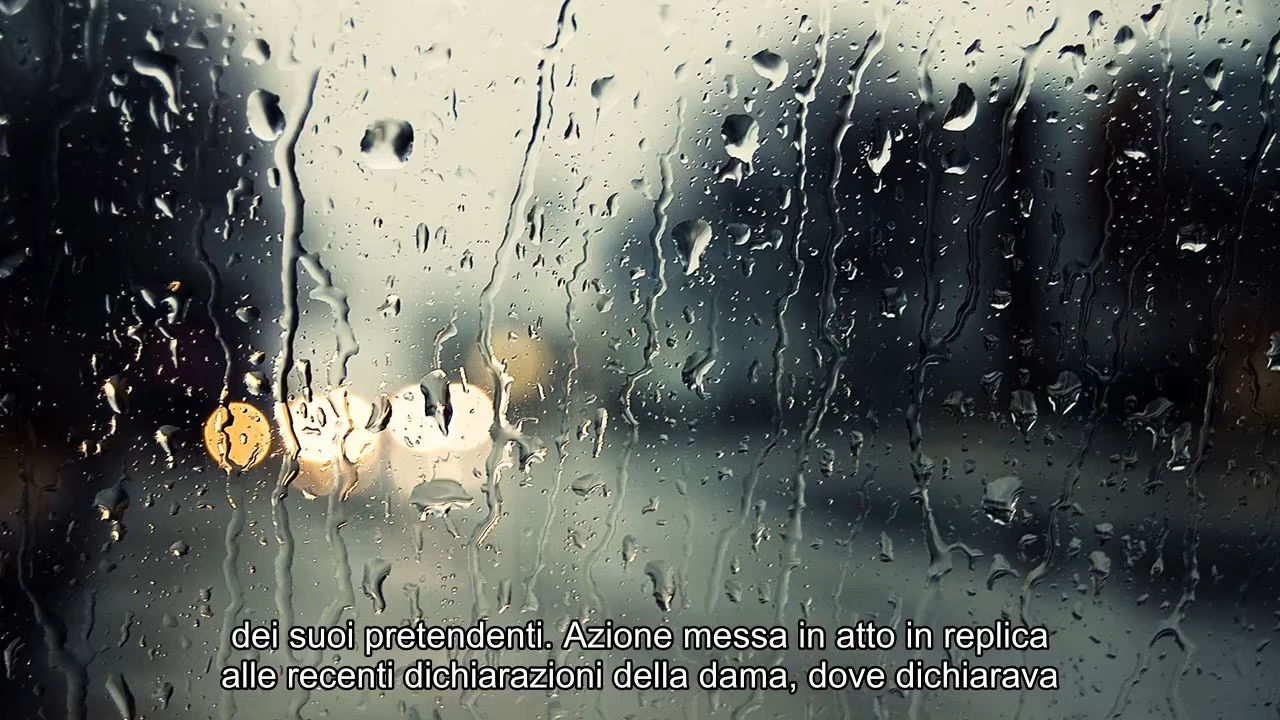 dei suoi pretendenti. Azione messa in atto in replica
alle recenti dichiarazioni della dama, dove dichiarava